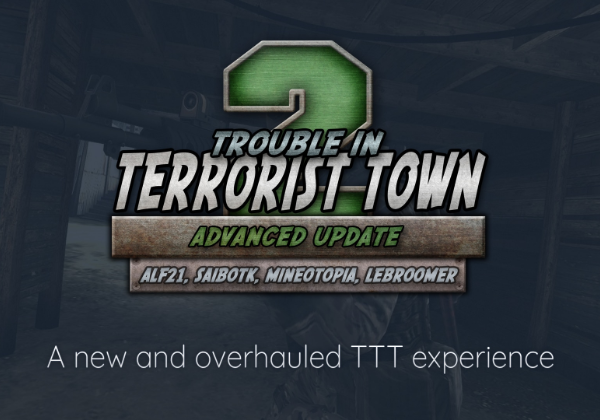 2
TROUBLE IN
TERRORIST TOWN
ADVANCED UPDATE
ALF21, SAIBOTK, MINEOTOPIA, LEBROOMER
A new and overhauled TTT experience